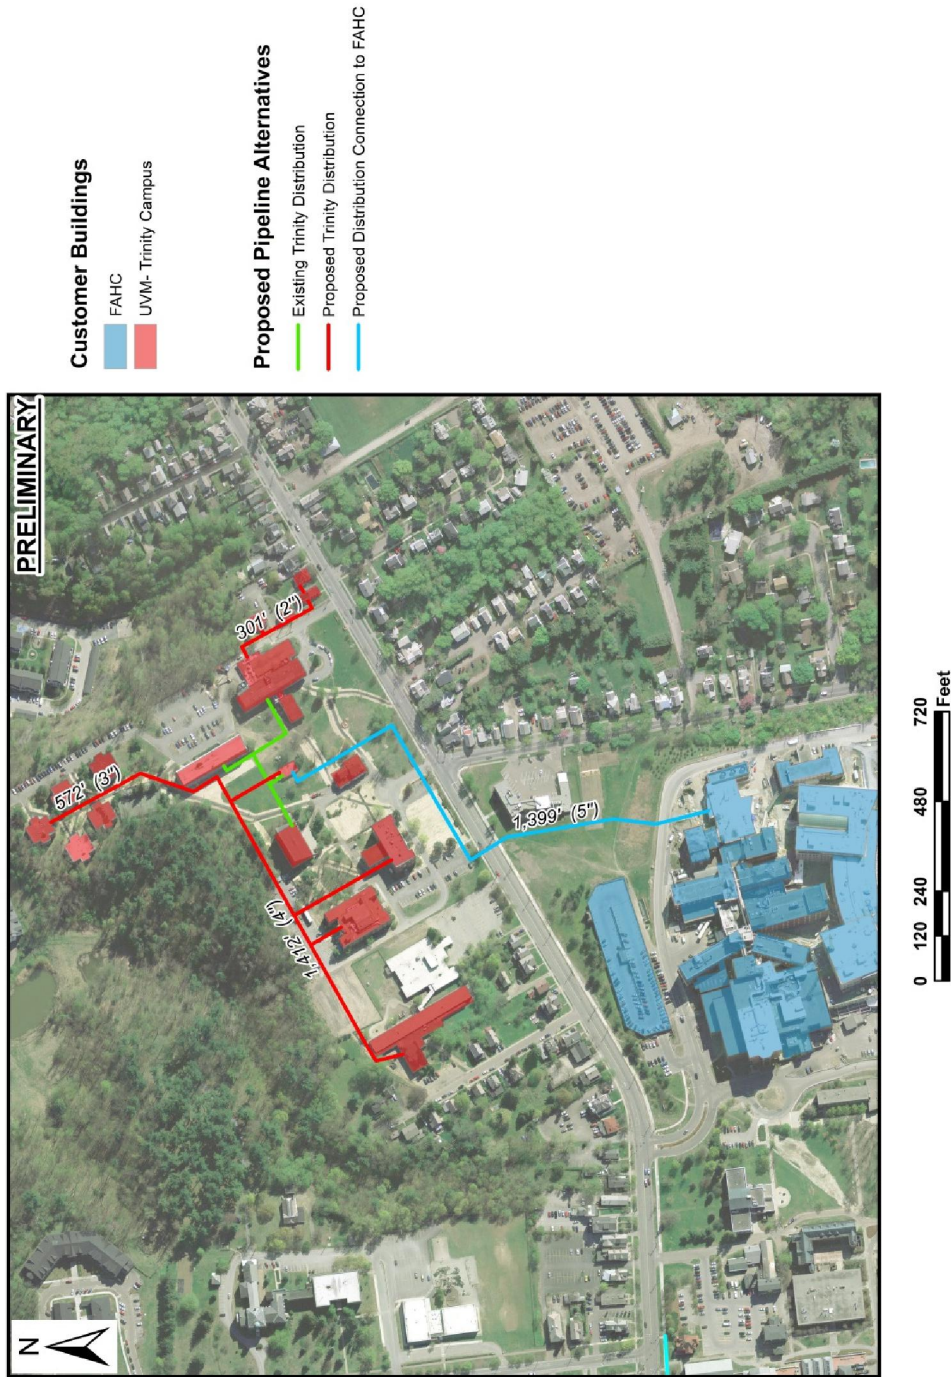 PRELIMINARY
301' (2")
572' (3")
1,412' (4")
1,399' (5")
N
Customer Buildings
FAHC
UVM- Trinity Campus
Proposed Pipeline Alternatives
Existing Trinity Distribution
Proposed Trinity Distribution
Proposed Distribution Connection to FAHC
0 120 240 480 720
Feet